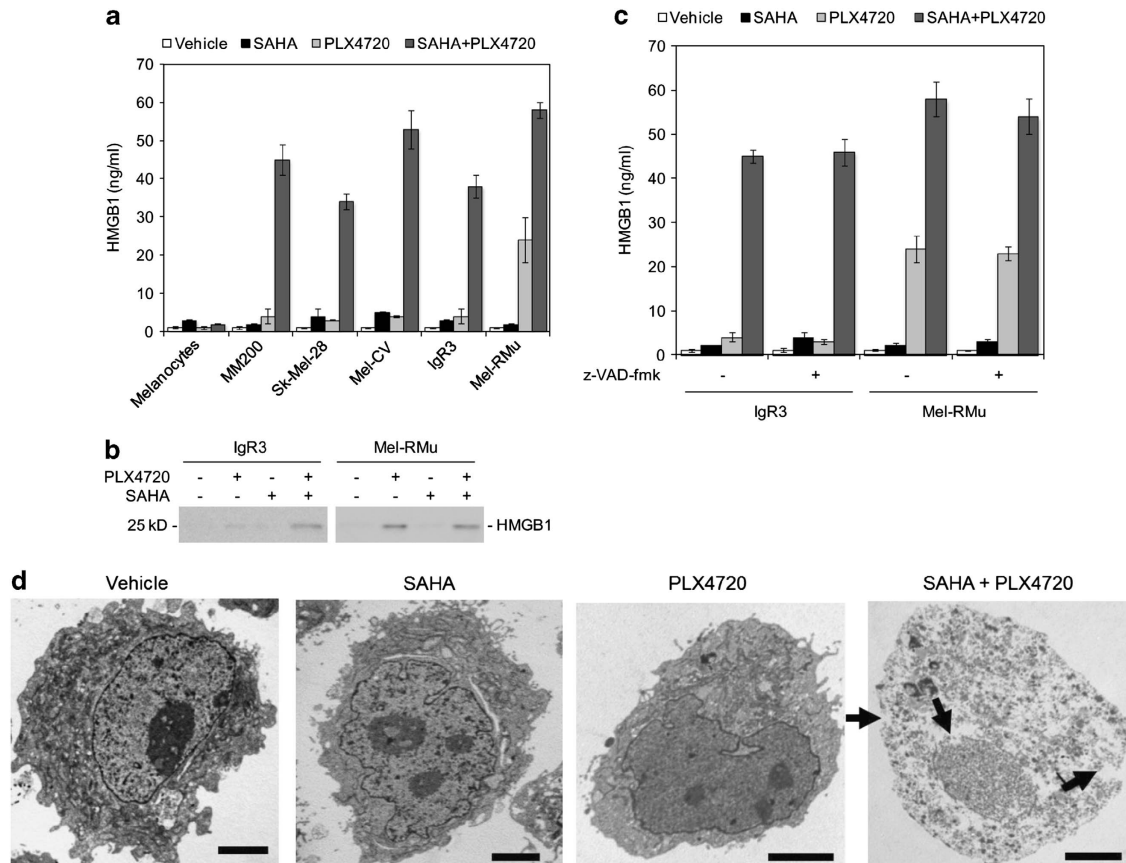 a
Vehicle SAHA PLX4720 SAHA+PLX4720
70
60
50
40
30
20
10
0
HMGB1 (ng/ml)
Melanocytes MM200 Sk-Mel-28 Mel-CV IgR3 Mel-RMu
c
Vehicle SAHA PLX4720 SAHA+PLX4720
70
60
50
40
30
20
10
0
HMGB1 (ng/ml)
z-VAD-fmk - + - +
IgR3 Mel-RMu
b
IgR3 Mel-RMu
PLX4720 - + - + - + - +
SAHA - - + + - - + +
25 kD - - HMGB1
d
Vehicle SAHA PLX4720 SAHA + PLX4720